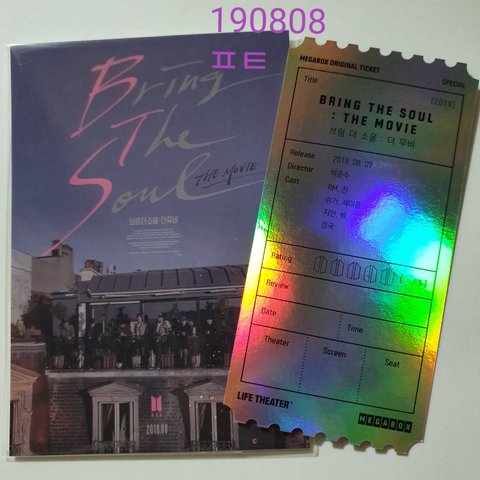 190808
프트
Bring
The
Soul
THE MOVIE
브링 더 소울: 더 무비
BTS
2019.08
MEGABOX ORIGINAL TICKET
SPECIAL
Title
(2019)
BRING THE SOUL
: THE MOVIE
브링 더 소울 : 더 무비
Release
2019. 08. 07
Director
박준수
Cast
RM, 진
슈가, 제이홉
지민, 뷔
정국
Rating
( /5)
Review
Date
Time
Theater
Screen
Seat
LIFE THEATER™
MEGABOX